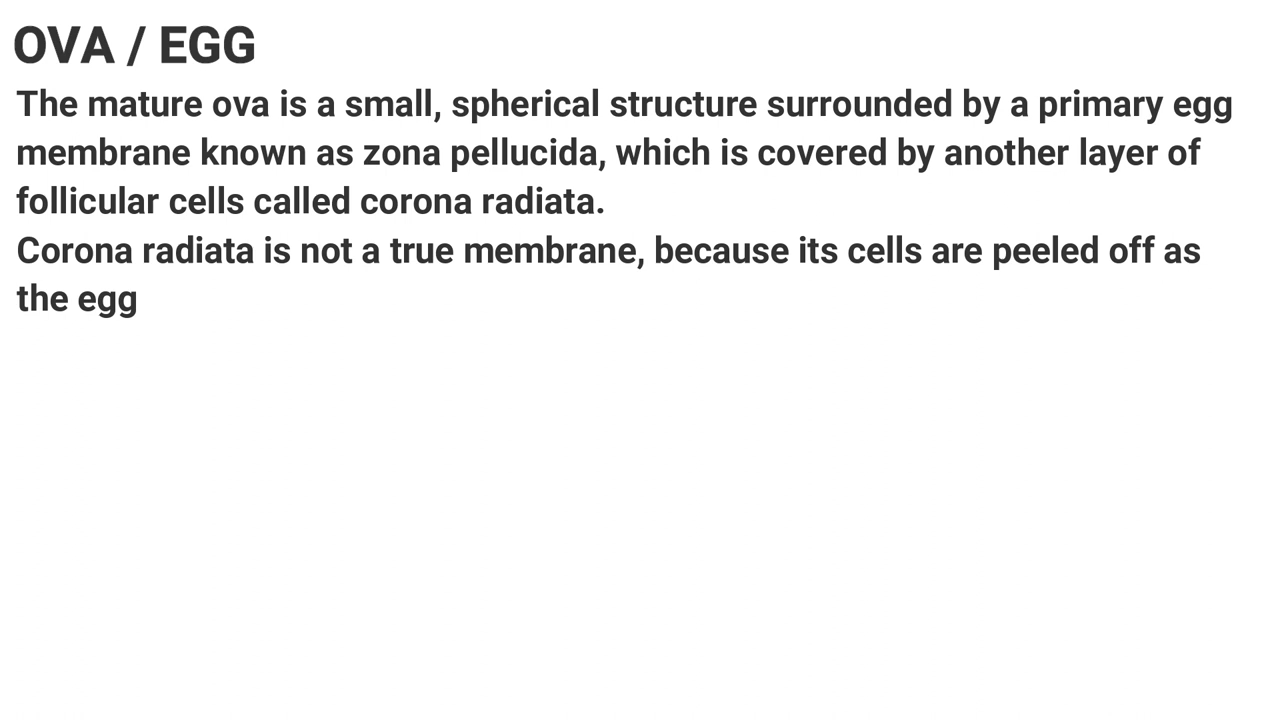 OVA / EGG
The mature ova is a small, spherical structure surrounded by a primary egg
membrane known as zona pellucida, which is covered by another layer of
follicular cells called corona radiata.
Corona radiata is not a true membrane, because its cells are peeled off as
the egg